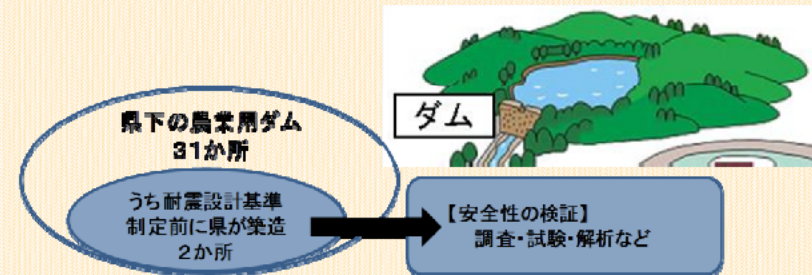 県下の農業用ダム
31か所
ダム
うち耐震設計基準
制定前に県が築造
2か所
【安全性の検証】
調査・試験・解析など